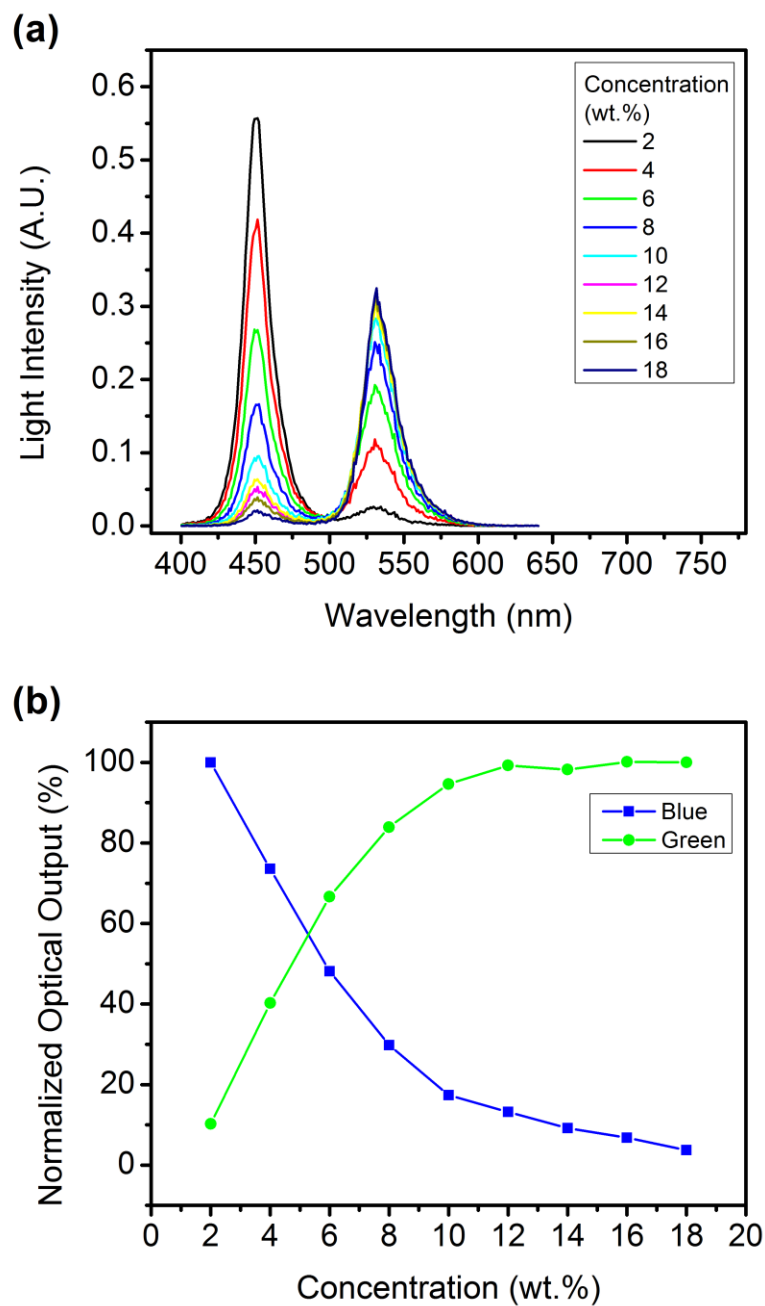 (a)
0.6
0.5
0.4
0.3
0.2
0.1
0.0
Light Intensity (A.U.)
400 450 500 550 600 650 700 750
Wavelength (nm)
Concentration
(wt.%)
2
4
6
8
10
12
14
16
18
(b)
100
80
60
40
20
0
Normalized Optical Output (%)
0 2 4 6 8 10 12 14 16 18 20
Concentration (wt.%)
Blue
Green